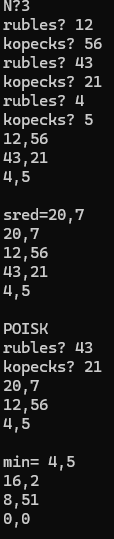 N?3
rubles? 12
kopecks? 56
rubles? 43
kopecks? 21
rubles? 4
kopecks? 5
12,56
43,21
4,5

sred=20,7
20,7
12,56
43,21
4,5

POISK
rubles? 43
kopecks? 21
20,7
12,56
4,5

min= 4,5
16,2
8,51
0,0